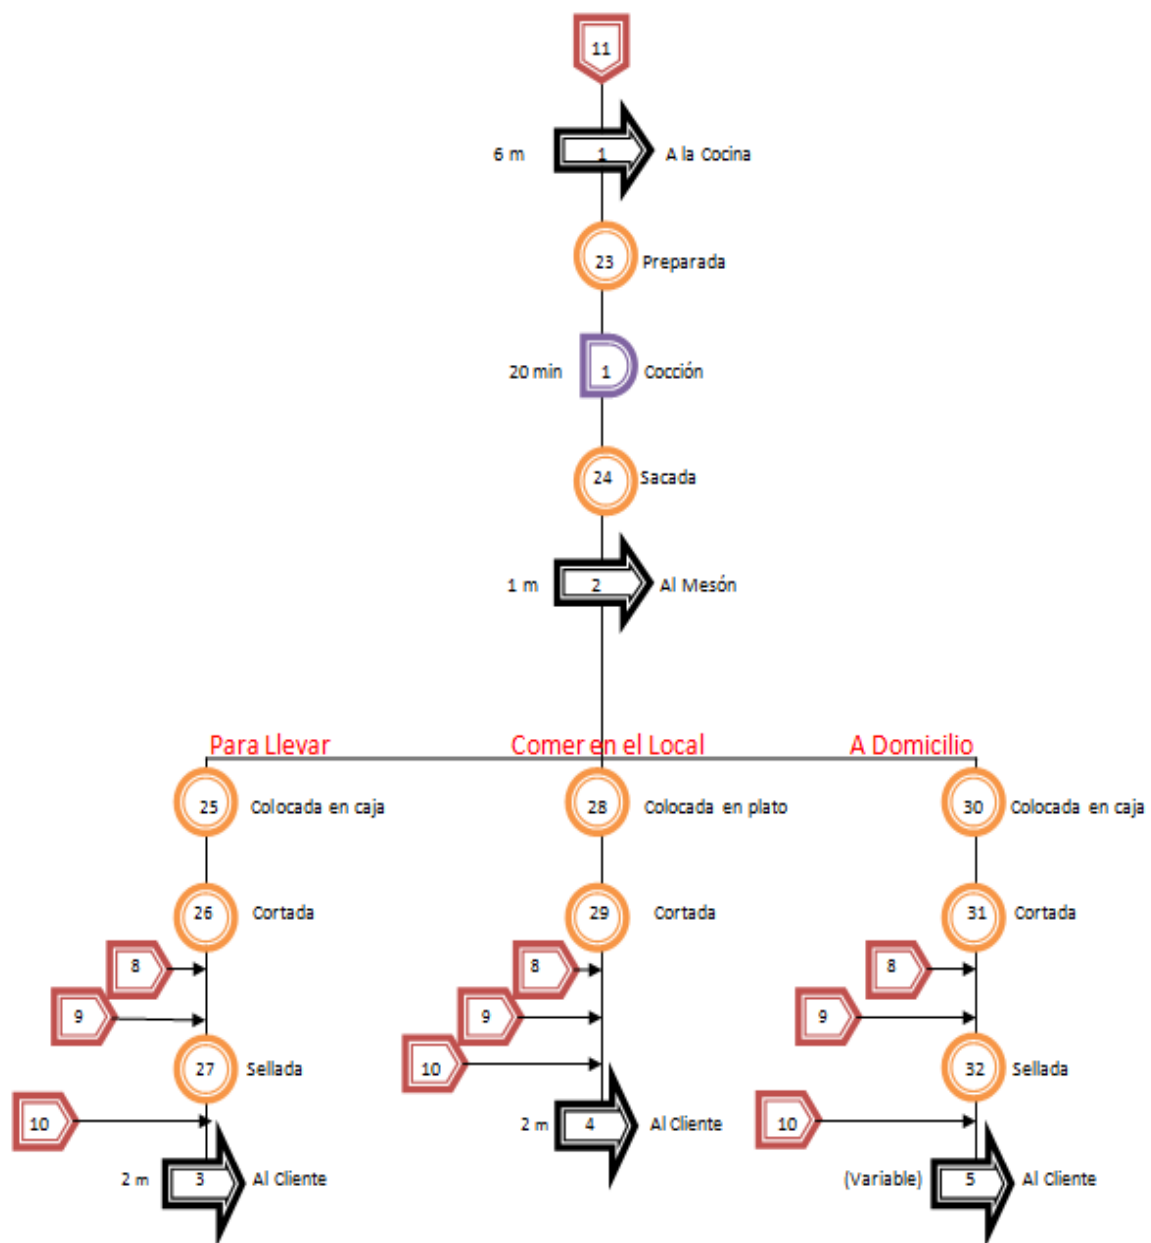 11
6 m 1 A la Cocina
23 Preparada
20 min 1 Cocción
24 Sacada
1 m 2 Al Mesón
Para Llevar Comer en el Local A Domicilio
25 Colocada en caja 28 Colocada en plato 30 Colocada en caja
26 Cortada 29 Cortada 31 Cortada
8 8 8
9 9 9
27 Sellada 10 32 Sellada
10 2 m 4 Al Cliente 10
2 m 3 Al Cliente (Variable) 5 Al Cliente